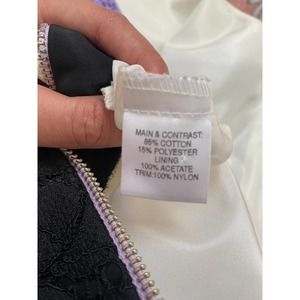 MAIN & CONTRAST:
85% COTTON
15% POLYESTER
LINING:
100% ACETATE
TRIM:100% NYLON